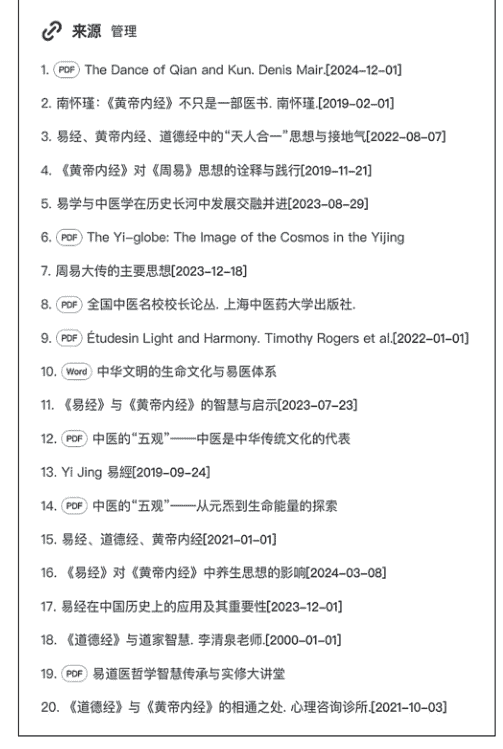 来源 管理
1. PDF The Dance of Qian and Kun. Denis Mair.[2024-12-01]
2. 南怀瑾：《黄帝内经》不只是一部医书. 南怀瑾.[2019-02-01]
3. 易经、黄帝内经、道德经中的“天人合一”思想与接地气[2022-08-07]
4. 《黄帝内经》对《周易》思想的诠释与践行[2019-11-21]
5. 易学与中医学在历史长河中发展交融并进[2023-08-29]
6. PDF The Yi-globe: The Image of the Cosmos in the Yijing
7. 周易大传的主要思想[2023-12-18]
8. PDF 全国中医名校校长论丛. 上海中医药大学出版社.
9. PDF Étudesin Light and Harmony. Timothy Rogers et al.[2022-01-01]
10. Word 中华文明的生命文化与易医体系
11. 《易经》与《黄帝内经》的智慧与启示[2023-07-23]
12. PDF 中医的“五观”——中医是中华传统文化的代表
13. Yi Jing 易經[2019-09-24]
14. PDF 中医的“五观”——从元炁到生命能量的探索
15. 易经、道德经、黄帝内经[2021-01-01]
16. 《易经》对《黄帝内经》中养生思想的影响[2024-03-08]
17. 易经在中国历史上的应用及其重要性[2023-12-01]
18. 《道德经》与道家智慧. 李清泉老师.[2000-01-01]
19. PDF 易道医哲学智慧传承与实修大讲堂
20. 《道德经》与《黄帝内经》的相通之处. 心理咨询诊所.[2021-10-03]